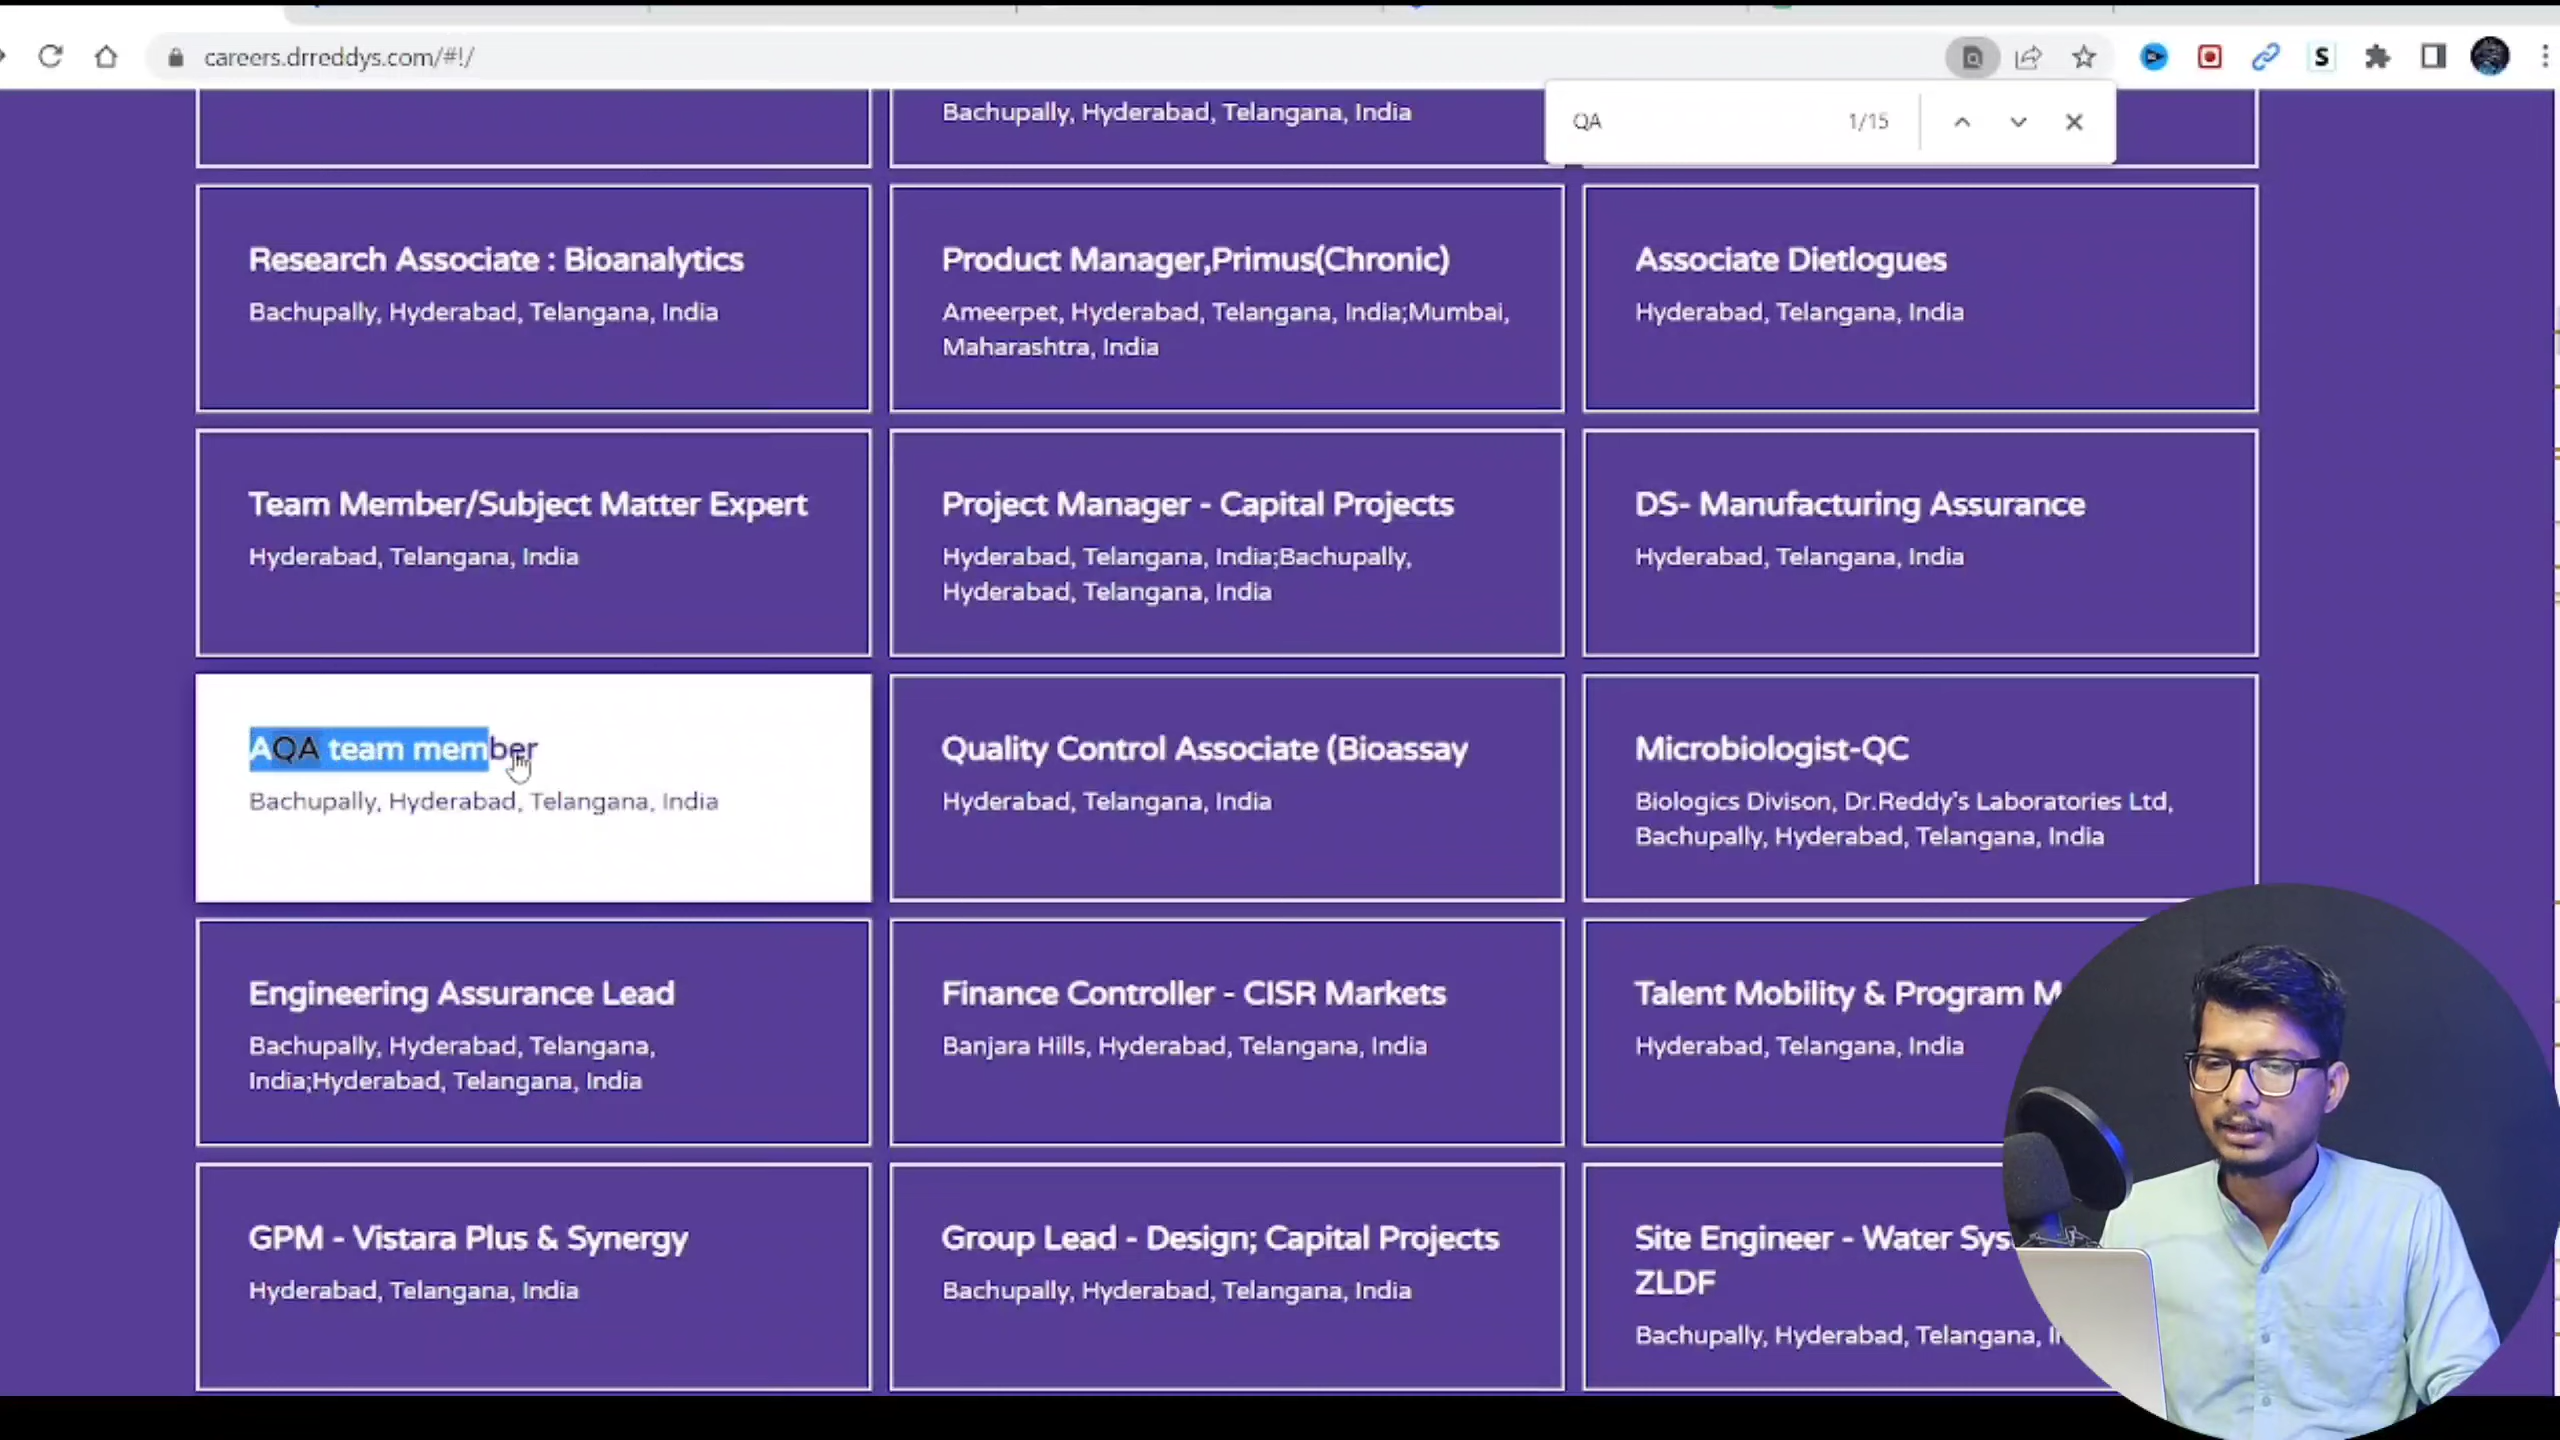 careers.drreddys.com/#!/
S
QA
1/15
Bachupally, Hyderabad, Telangana, India
Research Associate : Bioanalytics
Bachupally, Hyderabad, Telangana, India
Product Manager,Primus(Chronic)
Ameerpet, Hyderabad, Telangana, India;Mumbai,
Maharashtra, India
Associate Dietlogues
Hyderabad, Telangana, India
Team Member/Subject Matter Expert
Hyderabad, Telangana, India
Project Manager - Capital Projects
Hyderabad, Telangana, India;Bachupally,
Hyderabad, Telangana, India
DS- Manufacturing Assurance
Hyderabad, Telangana, India
AQA team member
Bachupally, Hyderabad, Telangana, India
Quality Control Associate (Bioassay
Hyderabad, Telangana, India
Microbiologist-QC
Biologics Divison, Dr.Reddy's Laboratories Ltd,
Bachupally, Hyderabad, Telangana, India
Engineering Assurance Lead
Bachupally, Hyderabad, Telangana,
India;Hyderabad, Telangana, India
Finance Controller - CISR Markets
Banjara Hills, Hyderabad, Telangana, India
Talent Mobility & Program M
Hyderabad, Telangana, India
GPM - Vistara Plus & Synergy
Hyderabad, Telangana, India
Group Lead - Design; Capital Projects
Bachupally, Hyderabad, Telangana, India
Site Engineer - Water Sys
ZLDF
Bachupally, Hyderabad, Telangana,